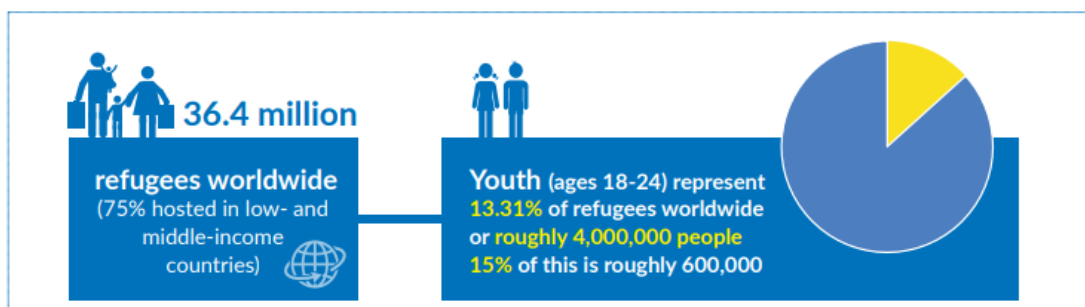 36.4 million
refugees worldwide
(75% hosted in low- and
middle-income
countries)
Youth (ages 18-24) represent
13.31% of refugees worldwide
or roughly 4,000,000 people
15% of this is roughly 600,000